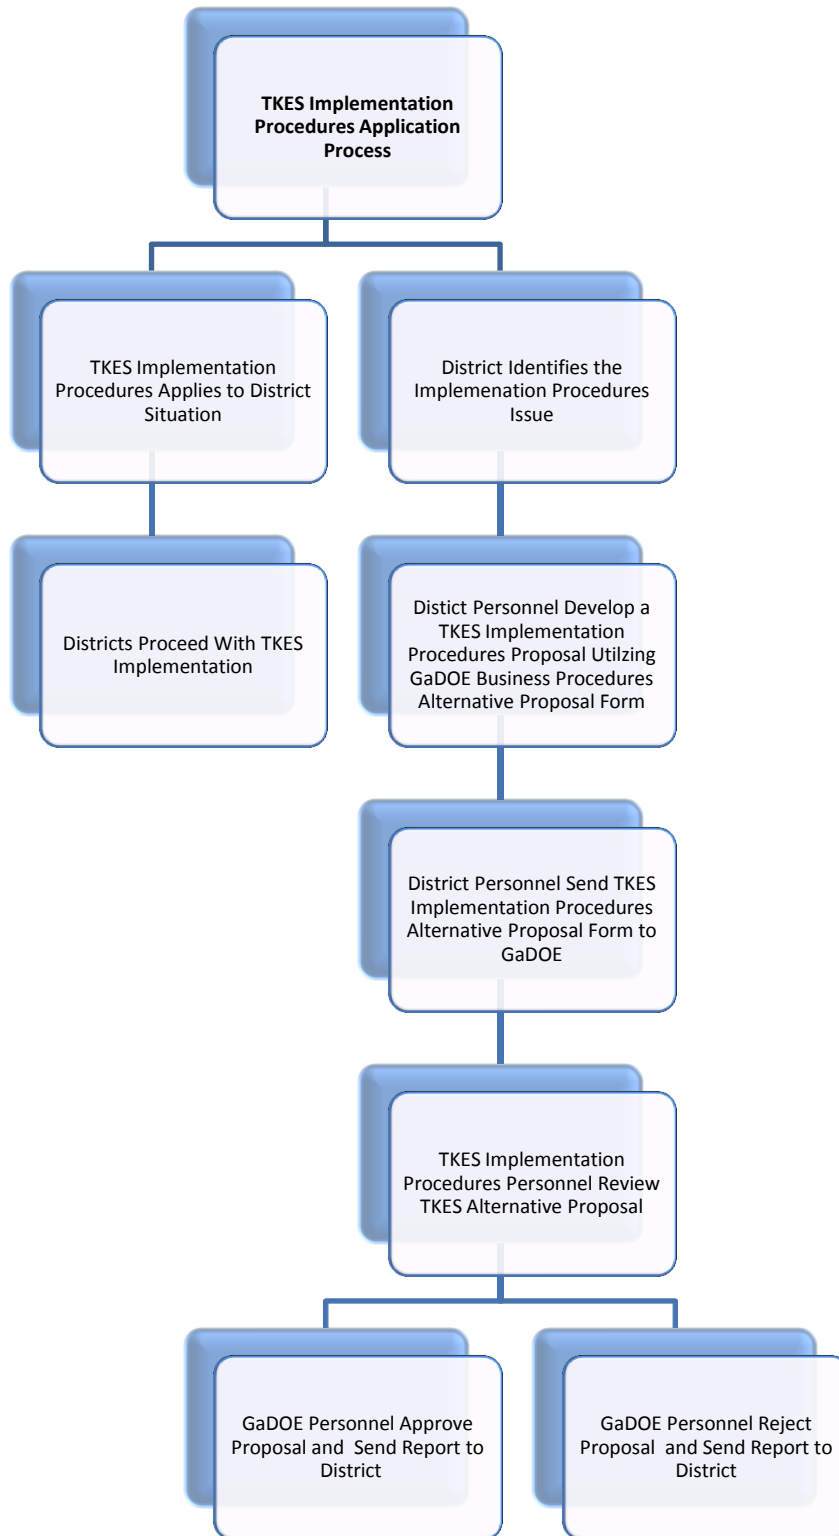 TKES Implementation
Procedures Application
Process
TKES Implementation
Procedures Applies to District
Situation
District Identifies the
Implemenation Procedures
Issue
Districts Proceed With TKES
Implementation
Distict Personnel Develop a
TKES Implementation
Procedures Proposal Utilzing
GaDOE Business Procedures
Alternative Proposal Form
District Personnel Send TKES
Implementation Procedures
Alternative Proposal Form to
GaDOE
TKES Implementation
Procedures Personnel Review
TKES Alternative Proposal
GaDOE Personnel Approve
Proposal and Send Report to
District
GaDOE Personnel Reject
Proposal and Send Report to
District